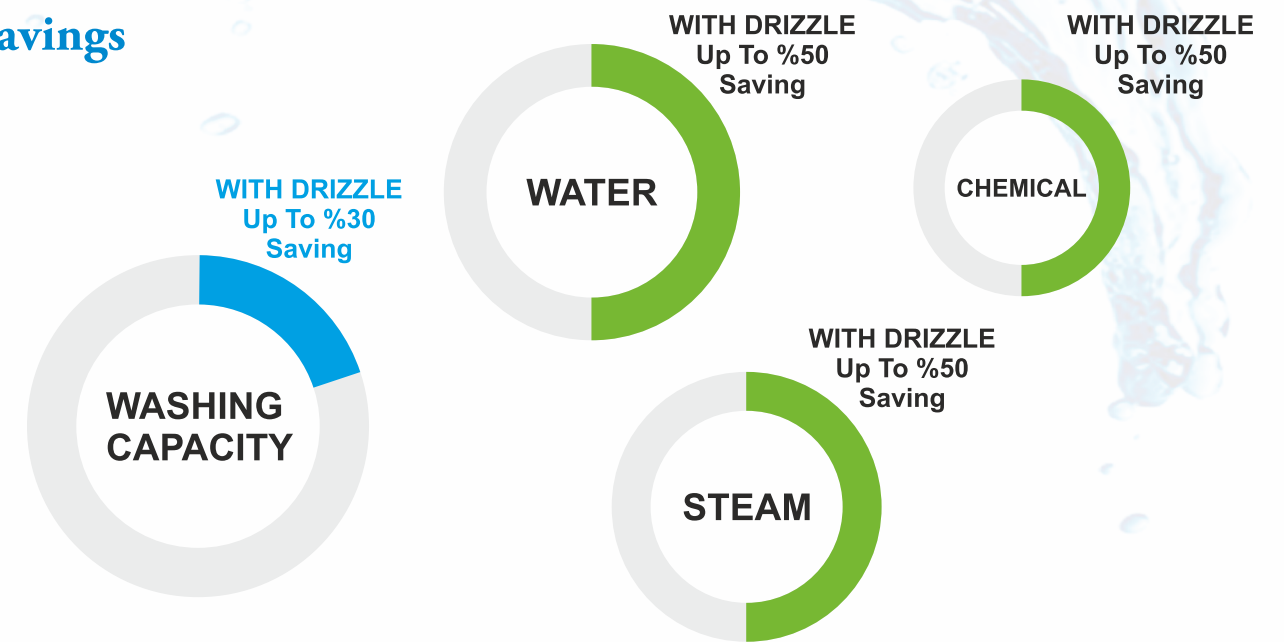 avings
WITH DRIZZLE
Up To %50
Saving
WATER
WITH DRIZZLE
Up To %50
Saving
CHEMICAL
WITH DRIZZLE
Up To %30
Saving
WASHING
CAPACITY
WITH DRIZZLE
Up To %50
Saving
STEAM